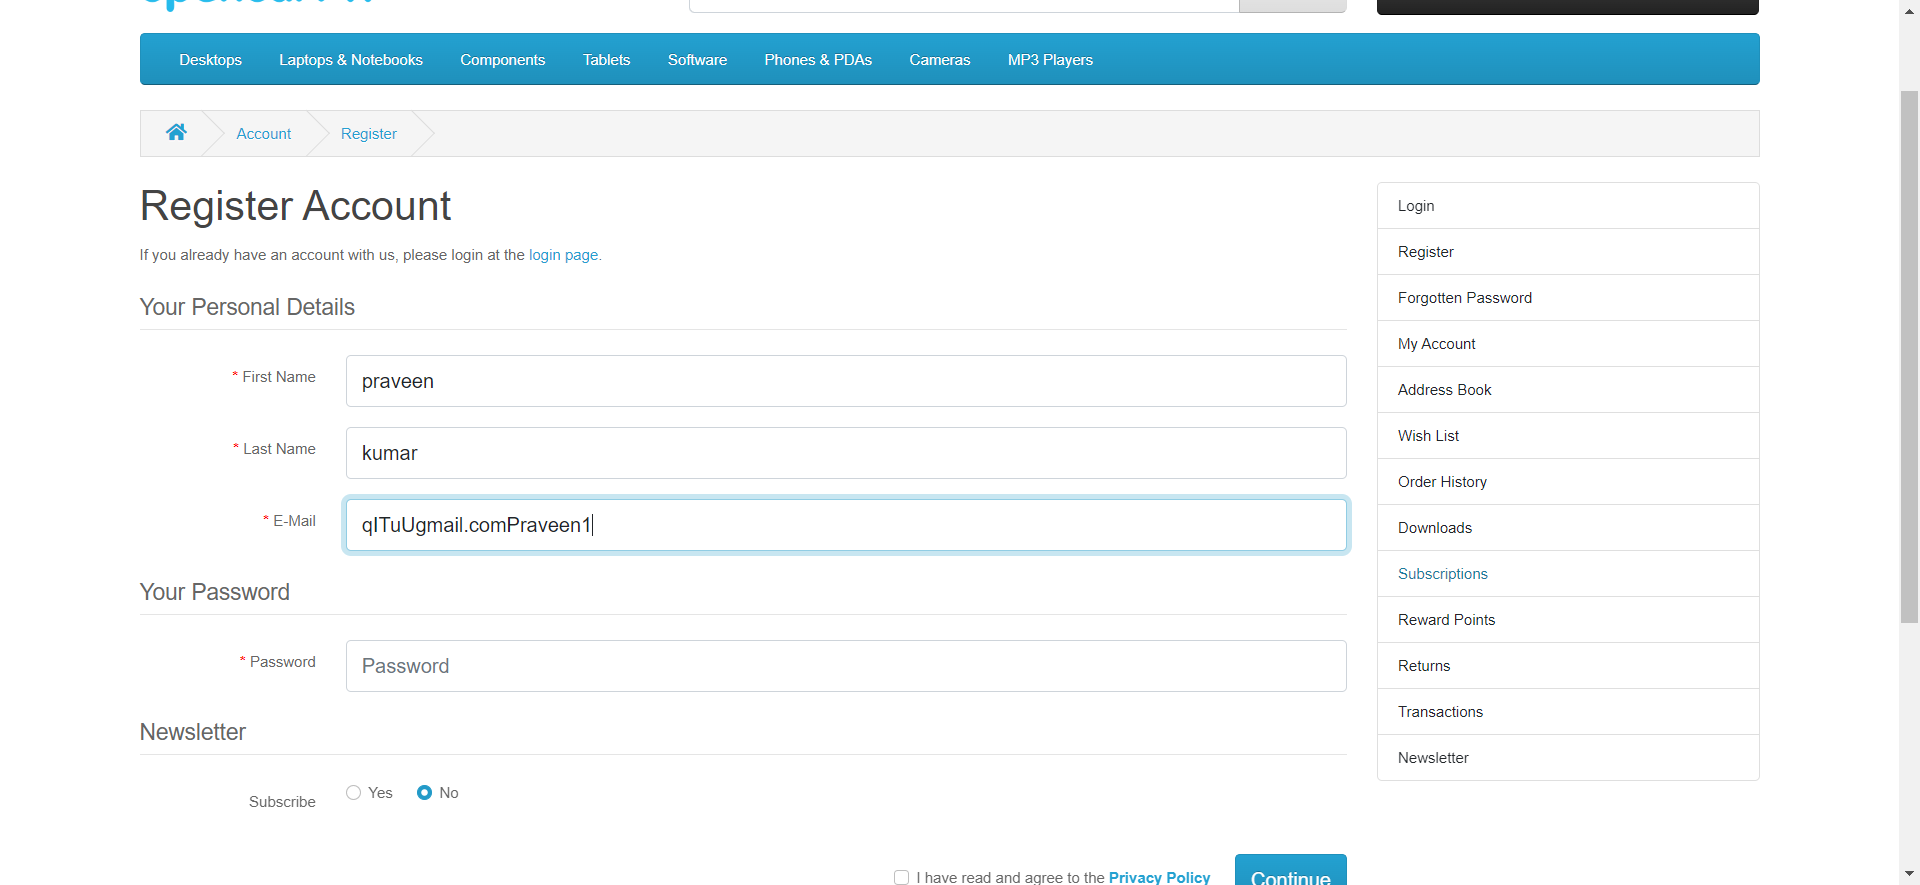 Desktops Laptops & Notebooks Components Tablets Software Phones & PDAs Cameras MP3 Players
Account Register
Register Account
If you already have an account with us, please login at the login page.
Your Personal Details
* First Name praveen
* Last Name kumar
* E-Mail qITuUgmail.comPraveen1
Your Password
* Password Password
Newsletter
Subscribe Yes No
I have read and agree to the Privacy Policy Continue
Login
Register
Forgotten Password
My Account
Address Book
Wish List
Order History
Downloads
Subscriptions
Reward Points
Returns
Transactions
Newsletter